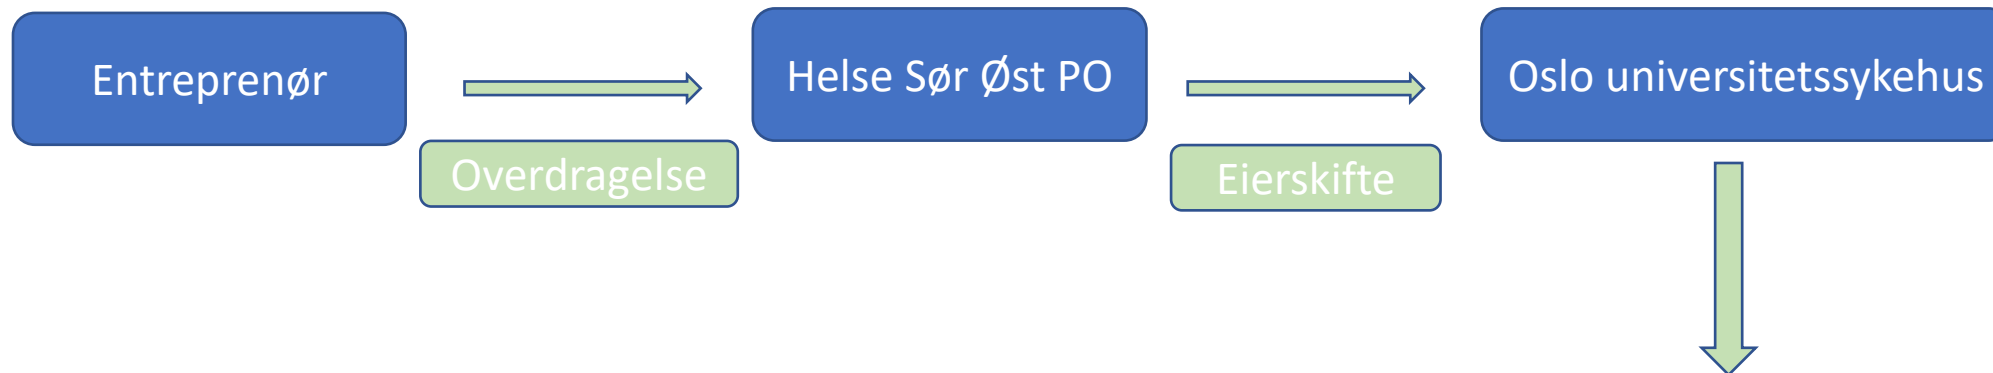 Entreprenør
Helse Sør Øst PO
Oslo universitetssykehus
Overdragelse
Eierskifte